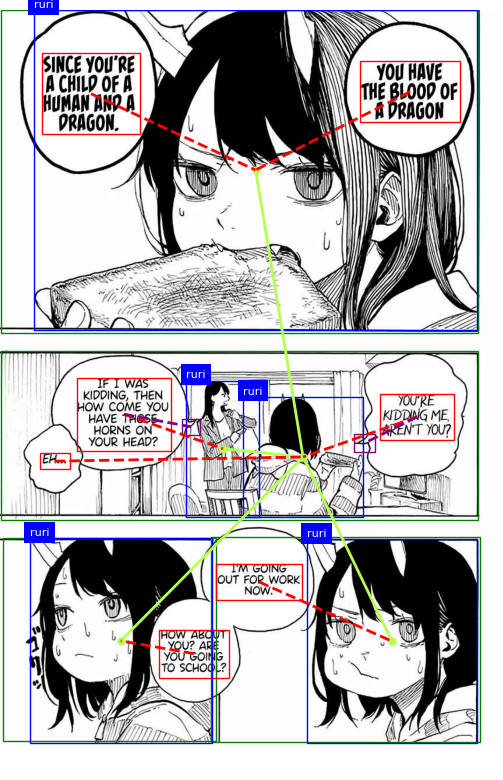 ruri
YOU HAVE
THE BLOOD OF
A DRAGON
SINCE YOU'RE
A CHILD OF A
HUMAN AND A
DRAGON.
ruri
ruri
YOU'RE
KIDDING ME,
AREN'T YOU?
IF I WAS
KIDDING, THEN
HOW COME YOU
HAVE THOSE
HORNS ON
YOUR HEAD?
EH...
ruri
ruri
I'M GOING
OUT FOR WORK
NOW.
HOW ABOUT
YOU? ARE
YOU GOING
TO SCHOOL?